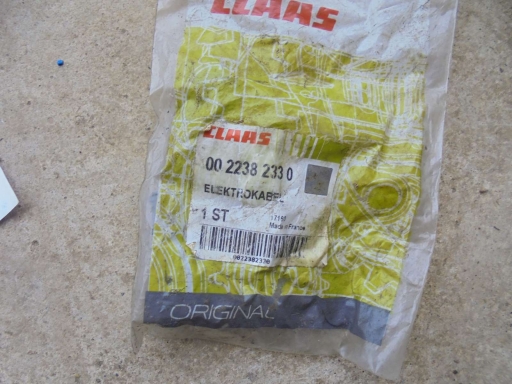 CLAAS
CLAAS
00 2238 233 0
ELEKTROKABEL
1 ST
Made in France
0022382330
ORIGINAL